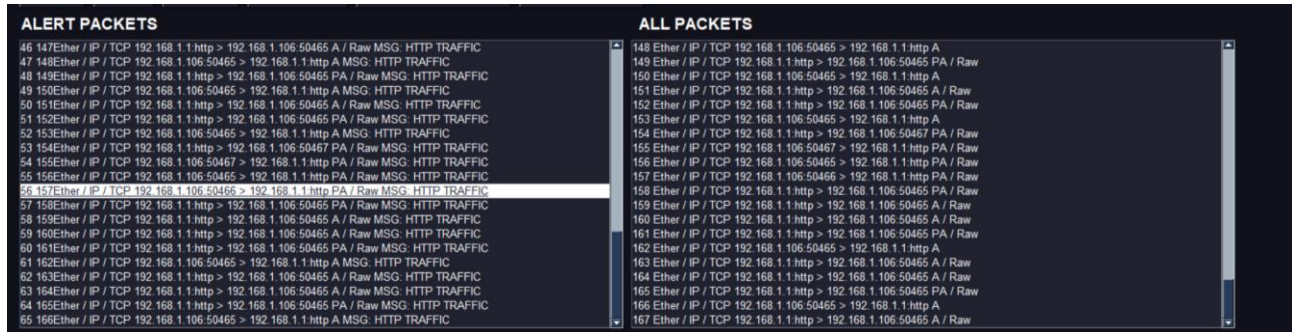 ALERT PACKETS
46 147Ether / IP / TCP 192.168.1.1:http > 192.168.1.106:50465 A / Raw MSG: HTTP TRAFFIC
47 148Ether / IP / TCP 192.168.1.106:50465 > 192.168.1.1:http A MSG: HTTP TRAFFIC
48 149Ether / IP / TCP 192.168.1.1:http > 192.168.1.106:50465 PA / Raw MSG: HTTP TRAFFIC
49 150Ether / IP / TCP 192.168.1.106:50465 > 192.168.1.1:http A MSG: HTTP TRAFFIC
50 151Ether / IP / TCP 192.168.1.1:http > 192.168.1.106:50465 A / Raw MSG: HTTP TRAFFIC
51 152Ether / IP / TCP 192.168.1.1:http > 192.168.1.106:50465 PA / Raw MSG: HTTP TRAFFIC
52 153Ether / IP / TCP 192.168.1.106:50465 > 192.168.1.1:http A MSG: HTTP TRAFFIC
53 154Ether / IP / TCP 192.168.1.1:http > 192.168.1.106:50467 PA / Raw MSG: HTTP TRAFFIC
54 155Ether / IP / TCP 192.168.1.106:50467 > 192.168.1.1:http PA / Raw MSG: HTTP TRAFFIC
55 156Ether / IP / TCP 192.168.1.106:50465 > 192.168.1.1:http PA / Raw MSG: HTTP TRAFFIC
56 157Ether / IP / TCP 192.168.1.106:50466 > 192.168.1.1:http PA / Raw MSG: HTTP TRAFFIC
57 158Ether / IP / TCP 192.168.1.1:http > 192.168.1.106:50465 PA / Raw MSG: HTTP TRAFFIC
58 159Ether / IP / TCP 192.168.1.1:http > 192.168.1.106:50465 A / Raw MSG: HTTP TRAFFIC
59 160Ether / IP / TCP 192.168.1.1:http > 192.168.1.106:50465 A / Raw MSG: HTTP TRAFFIC
60 161Ether / IP / TCP 192.168.1.1:http > 192.168.1.106:50465 PA / Raw MSG: HTTP TRAFFIC
61 162Ether / IP / TCP 192.168.1.106:50465 > 192.168.1.1:http A MSG: HTTP TRAFFIC
62 163Ether / IP / TCP 192.168.1.1:http > 192.168.1.106:50465 A / Raw MSG: HTTP TRAFFIC
63 164Ether / IP / TCP 192.168.1.1:http > 192.168.1.106:50465 A / Raw MSG: HTTP TRAFFIC
64 165Ether / IP / TCP 192.168.1.1:http > 192.168.1.106:50465 PA / Raw MSG: HTTP TRAFFIC
65 166Ether / IP / TCP 192.168.1.106:50465 > 192.168.1.1:http A MSG: HTTP TRAFFIC
ALL PACKETS
148 Ether / IP / TCP 192.168.1.106:50465 > 192.168.1.1:http A
149 Ether / IP / TCP 192.168.1.1:http > 192.168.1.106:50465 PA / Raw
150 Ether / IP / TCP 192.168.1.106:50465 > 192.168.1.1:http A
151 Ether / IP / TCP 192.168.1.1:http > 192.168.1.106:50465 A / Raw
152 Ether / IP / TCP 192.168.1.1:http > 192.168.1.106:50465 PA / Raw
153 Ether / IP / TCP 192.168.1.106:50465 > 192.168.1.1:http A
154 Ether / IP / TCP 192.168.1.1:http > 192.168.1.106:50467 PA / Raw
155 Ether / IP / TCP 192.168.1.106:50467 > 192.168.1.1:http PA / Raw
156 Ether / IP / TCP 192.168.1.106:50465 > 192.168.1.1:http PA / Raw
157 Ether / IP / TCP 192.168.1.106:50466 > 192.168.1.1:http PA / Raw
158 Ether / IP / TCP 192.168.1.1:http > 192.168.1.106:50465 PA / Raw
159 Ether / IP / TCP 192.168.1.1:http > 192.168.1.106:50465 A / Raw
160 Ether / IP / TCP 192.168.1.1:http > 192.168.1.106:50465 A / Raw
161 Ether / IP / TCP 192.168.1.1:http > 192.168.1.106:50465 PA / Raw
162 Ether / IP / TCP 192.168.1.106:50465 > 192.168.1.1:http A
163 Ether / IP / TCP 192.168.1.1:http > 192.168.1.106:50465 A / Raw
164 Ether / IP / TCP 192.168.1.1:http > 192.168.1.106:50465 A / Raw
165 Ether / IP / TCP 192.168.1.1:http > 192.168.1.106:50465 PA / Raw
166 Ether / IP / TCP 192.168.1.106:50465 > 192.168.1.1:http A
167 Ether / IP / TCP 192.168.1.1:http > 192.168.1.106:50465 A / Raw